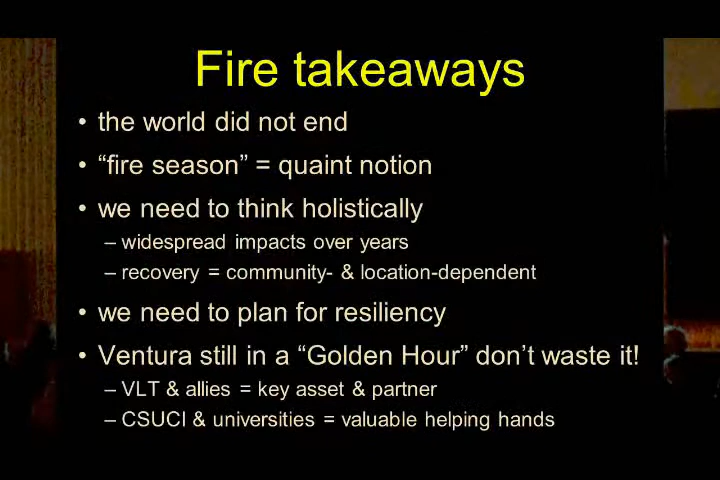 Fire takeaways
• the world did not end
• “fire season” = quaint notion
• we need to think holistically
– widespread impacts over years
– recovery = community- & location-dependent
• we need to plan for resiliency
• Ventura still in a “Golden Hour” don’t waste it!
– VLT & allies = key asset & partner
– CSUCI & universities = valuable helping hands